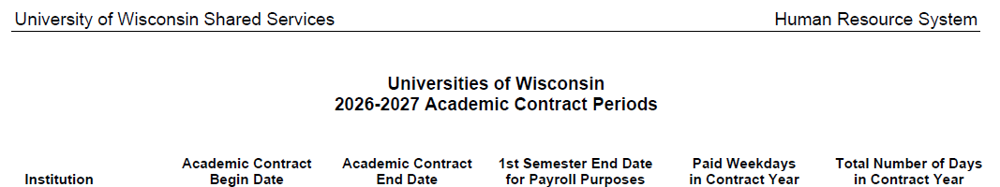 University of Wisconsin Shared Services Human Resource System
Universities of Wisconsin
2026-2027 Academic Contract Periods
Academic Contract Academic Contract 1st Semester End Date Paid Weekdays Total Number of Days
Institution Begin Date End Date for Payroll Purposes in Contract Year in Contract Year